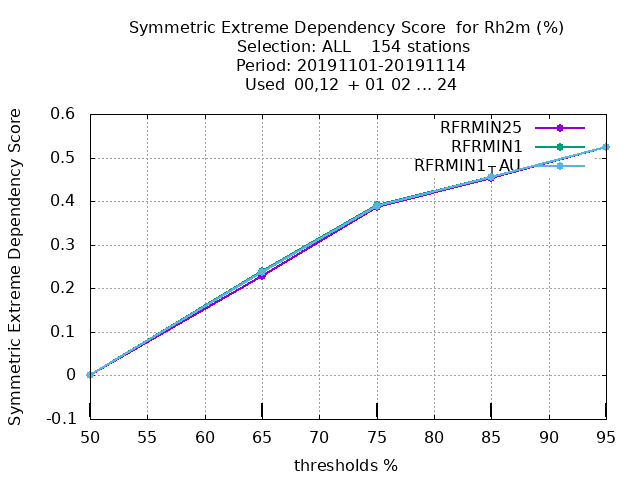 Symmetric Extreme Dependency Score for Rh2m (%)
Selection: ALL 154 stations
Period: 20191101-20191114
Used 00,12 + 01 02 ... 24
Symmetric Extreme Dependency Score
0.6
0.5
0.4
0.3
0.2
0.1
0
-0.1
RFRMIN25
RFRMIN1
RFRMIN1_AU
50 55 60 65 70 75 80 85 90 95
thresholds %